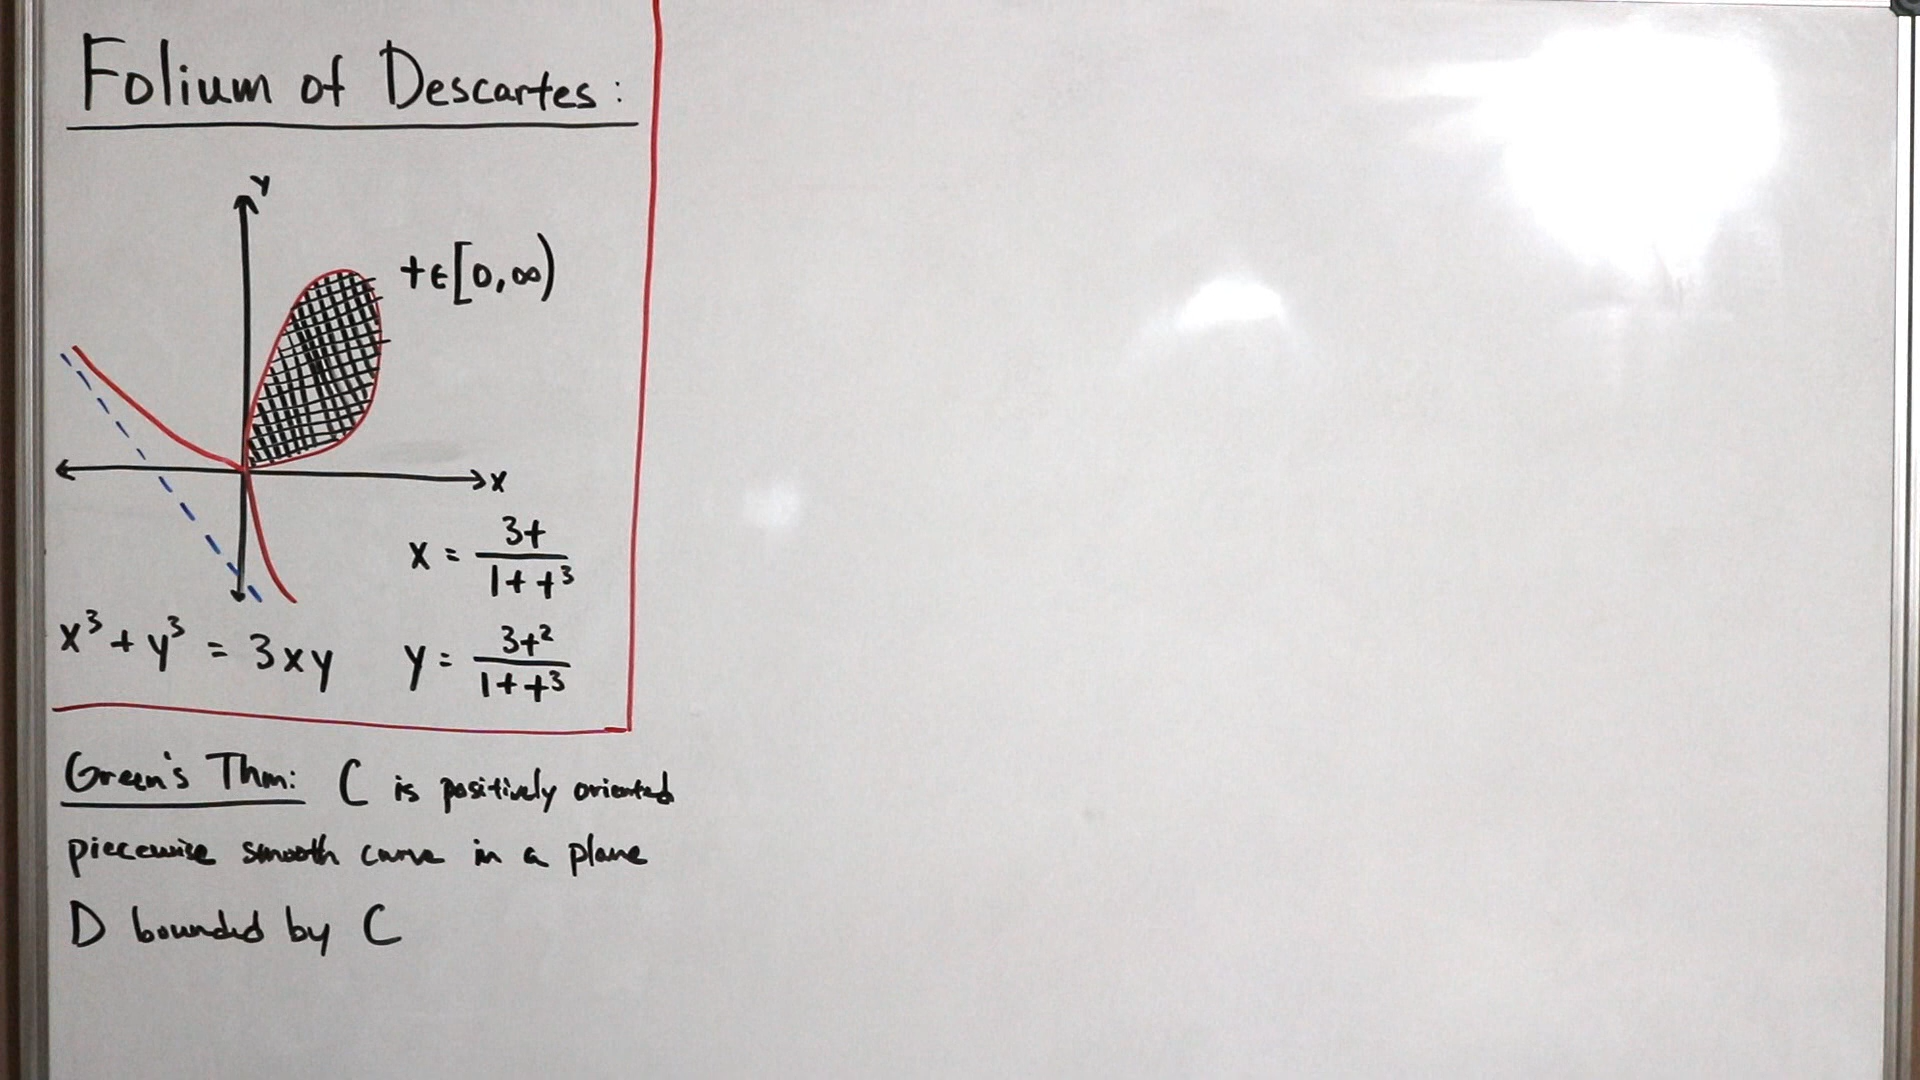 Folium of Descartes:
y
t∈[0,∞)
x
x = 3t / 1+t³
x³+y³ = 3xy
y = 3t² / 1+t³
Green's Thm: C is positively oriented
piecewise smooth curve in a plane
D bounded by C